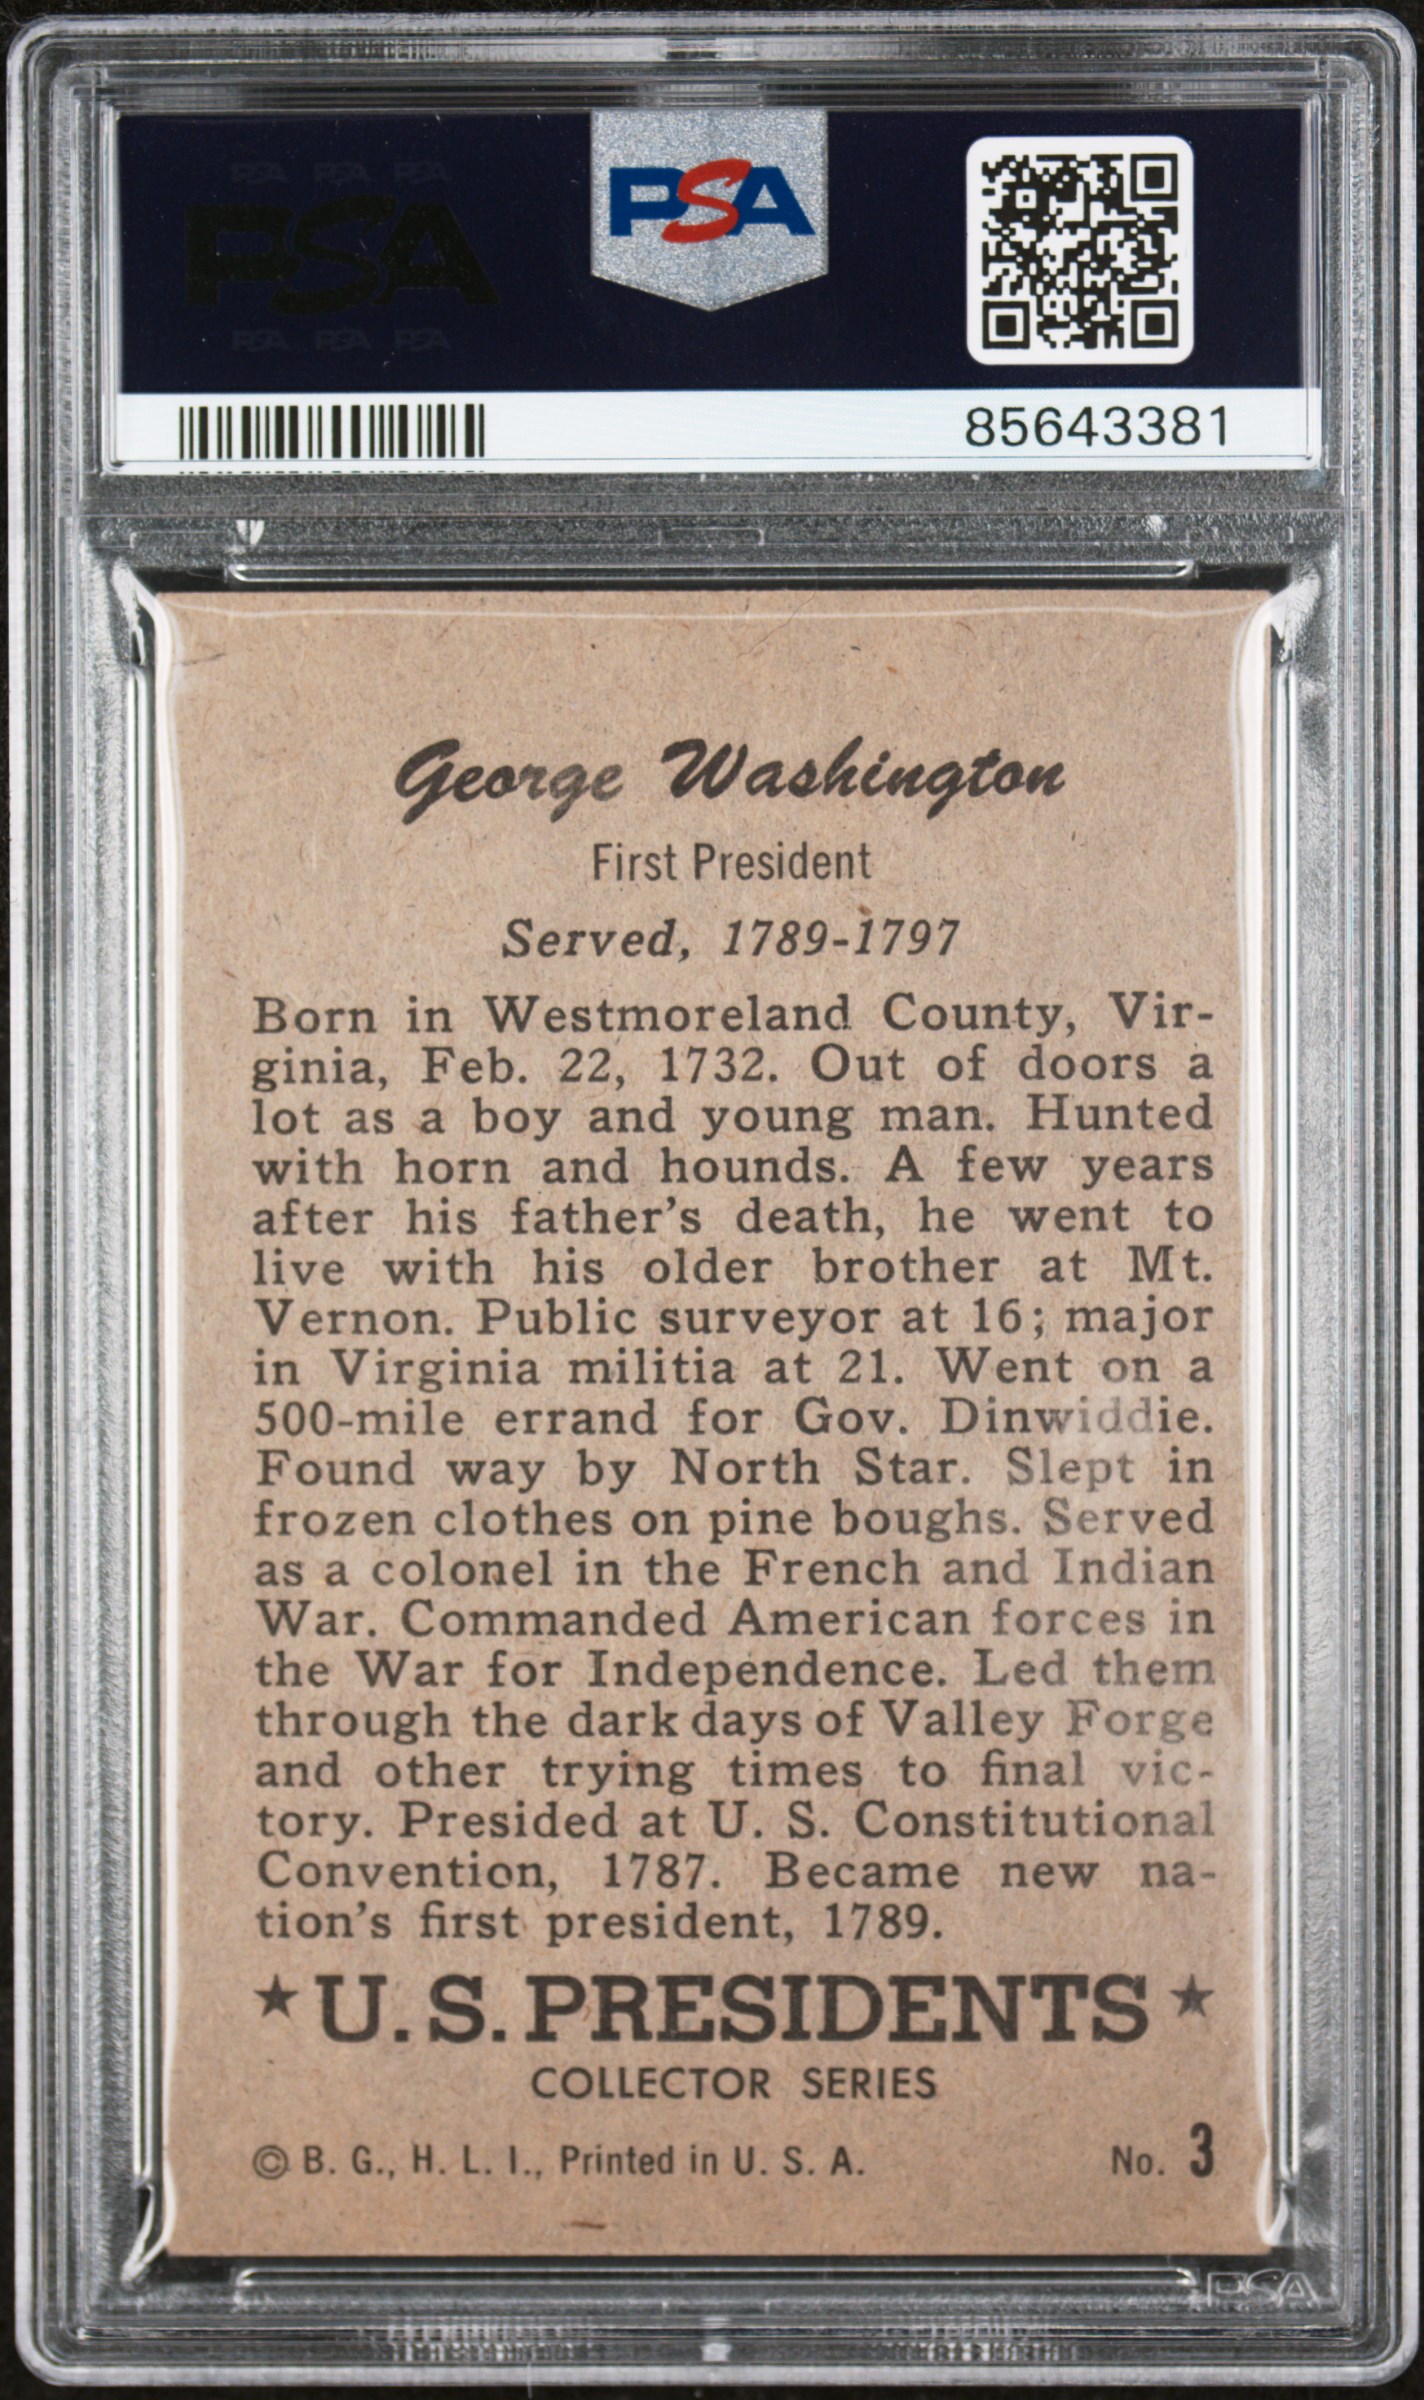 PSA PSA PSA
PSA
PSA PSA PSA
PSA
85643381
George Washington
First President
Served, 1789-1797
Born in Westmoreland County, Vir-
ginia, Feb. 22, 1732. Out of doors a
lot as a boy and young man. Hunted
with horn and hounds. A few years
after his father's death, he went to
live with his older brother at Mt.
Vernon. Public surveyor at 16; major
in Virginia militia at 21. Went on a
500-mile errand for Gov. Dinwiddie.
Found way by North Star. Slept in
frozen clothes on pine boughs. Served
as a colonel in the French and Indian
War. Commanded American forces in
the War for Independence. Led them
through the dark days of Valley Forge
and other trying times to final vic-
tory. Presided at U. S. Constitutional
Convention, 1787. Became new na-
tion's first president, 1789.
★ U.S. PRESIDENTS ★
COLLECTOR SERIES
© B. G., H. L. I., Printed in U. S. A. No. 3
PSA